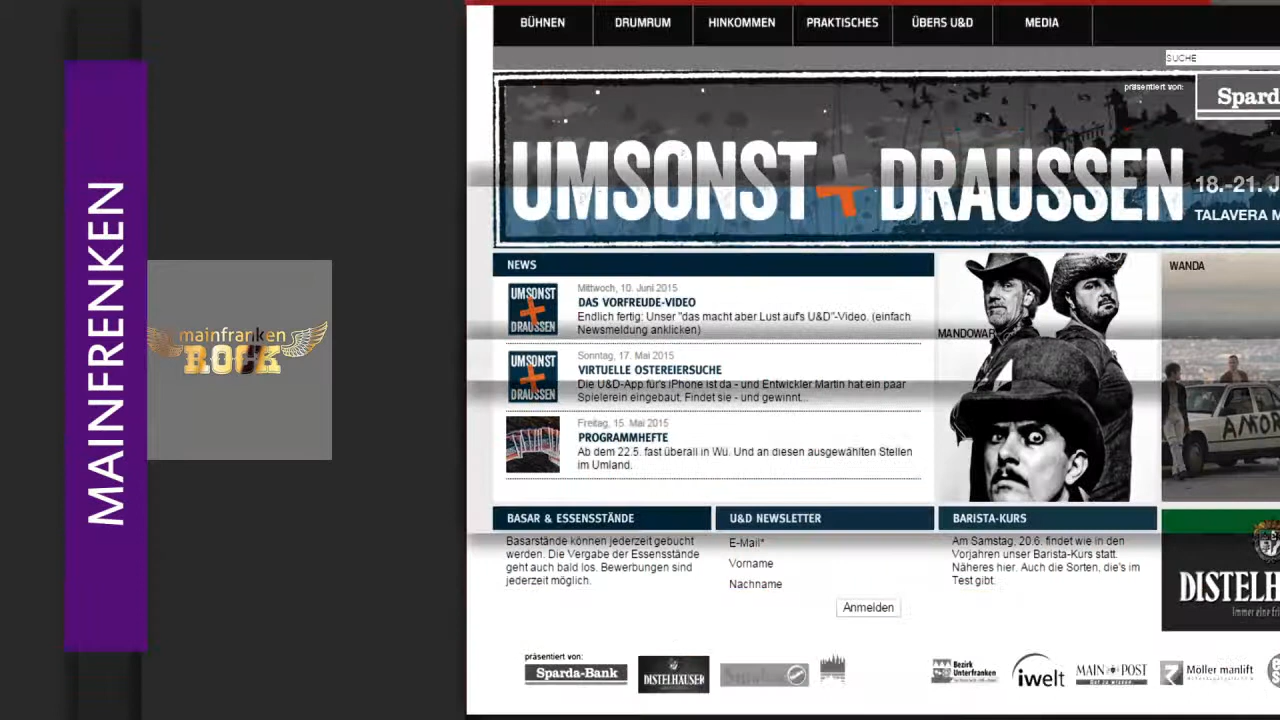 MAINFRENKEN
mainfranken
ROCK
BÜHNEN DRUMRUM HINKOMMEN PRAKTISCHES ÜBERS U&D MEDIA
SUCHE
präsentiert von:
Spard
UMSONST+DRAUSSEN
18.-21. J
TALAVERA M
NEWS
UMSONST
DRAUSSEN
Mittwoch, 10. Juni 2015
DAS VORFREUDE-VIDEO
Endlich fertig: Unser "das macht aber Lust auf's U&D"-Video. (einfach
Newsmeldung anklicken)
UMSONST
DRAUSSEN
Sonntag, 17. Mai 2015
VIRTUELLE OSTEREIERSUCHE
Die U&D-App für's iPhone ist da - und Entwickler Martin hat ein paar
Spielerein eingebaut. Findet sie - und gewinnt...
Freitag, 15. Mai 2015
PROGRAMMHEFTE
Ab dem 22.5. fast überall in Wü. Und an diesen ausgewählten Stellen
im Umland.
MANDOWAR
4
WANDA
AMOR
BASAR & ESSENSSTÄNDE
Basarstände können jederzeit gebucht
werden. Die Vergabe der Essensstände
geht auch bald los. Bewerbungen sind
jederzeit möglich.
U&D NEWSLETTER
E-Mail*
Vorname
Nachname
Anmelden
BARISTA-KURS
Am Samstag, 20.6. findet wie in den
Vorjahren unser Barista-Kurs statt.
Näheres hier. Auch die Sorten, die's im
Test gibt.
DISTELH
Immer eine fri
präsentiert von:
Sparda-Bank
DISTELHÄUSER
Bezirk
Unterfranken
iwelt
MAIN POST
Möller manlift